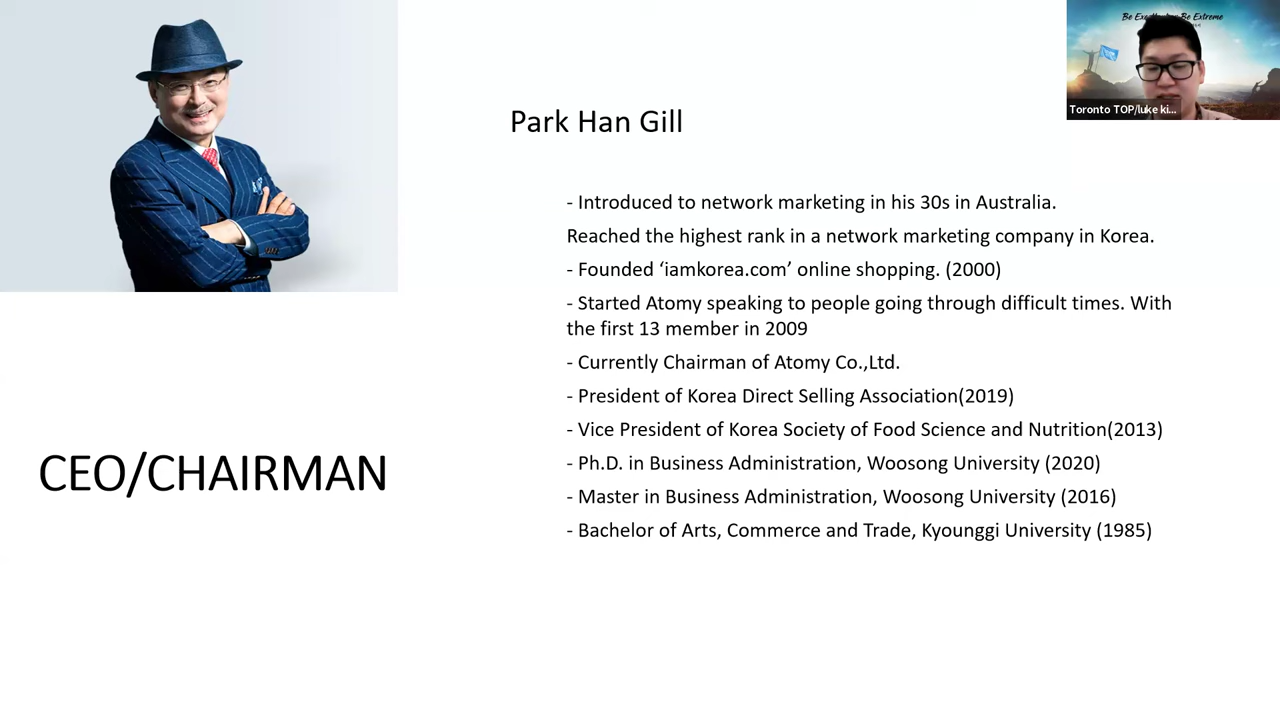 Be Extreme
Toronto TOP/luke ki...
Park Han Gill
- Introduced to network marketing in his 30s in Australia.
Reached the highest rank in a network marketing company in Korea.
- Founded ‘iamkorea.com’ online shopping. (2000)
- Started Atomy speaking to people going through difficult times. With
the first 13 member in 2009
- Currently Chairman of Atomy Co.,Ltd.
- President of Korea Direct Selling Association(2019)
- Vice President of Korea Society of Food Science and Nutrition(2013)
- Ph.D. in Business Administration, Woosong University (2020)
- Master in Business Administration, Woosong University (2016)
- Bachelor of Arts, Commerce and Trade, Kyounggi University (1985)
CEO/CHAIRMAN